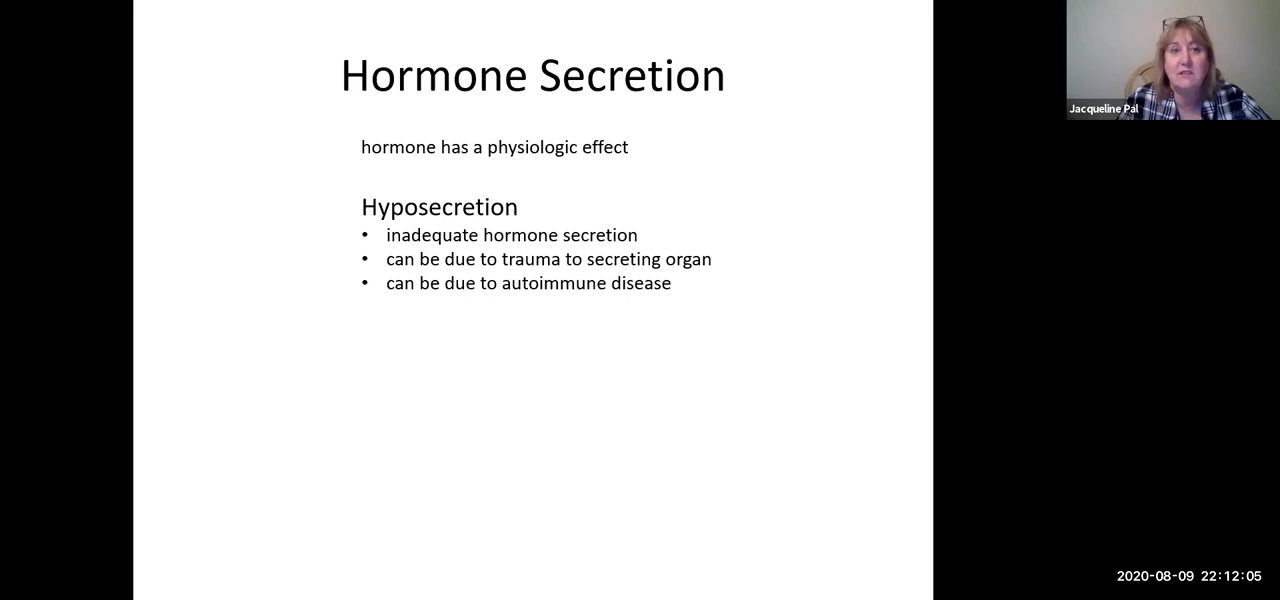 Hormone Secretion
hormone has a physiologic effect
Hyposecretion
• inadequate hormone secretion
• can be due to trauma to secreting organ
• can be due to autoimmune disease
Jacqueline Pal
2020-08-09 22:12:05